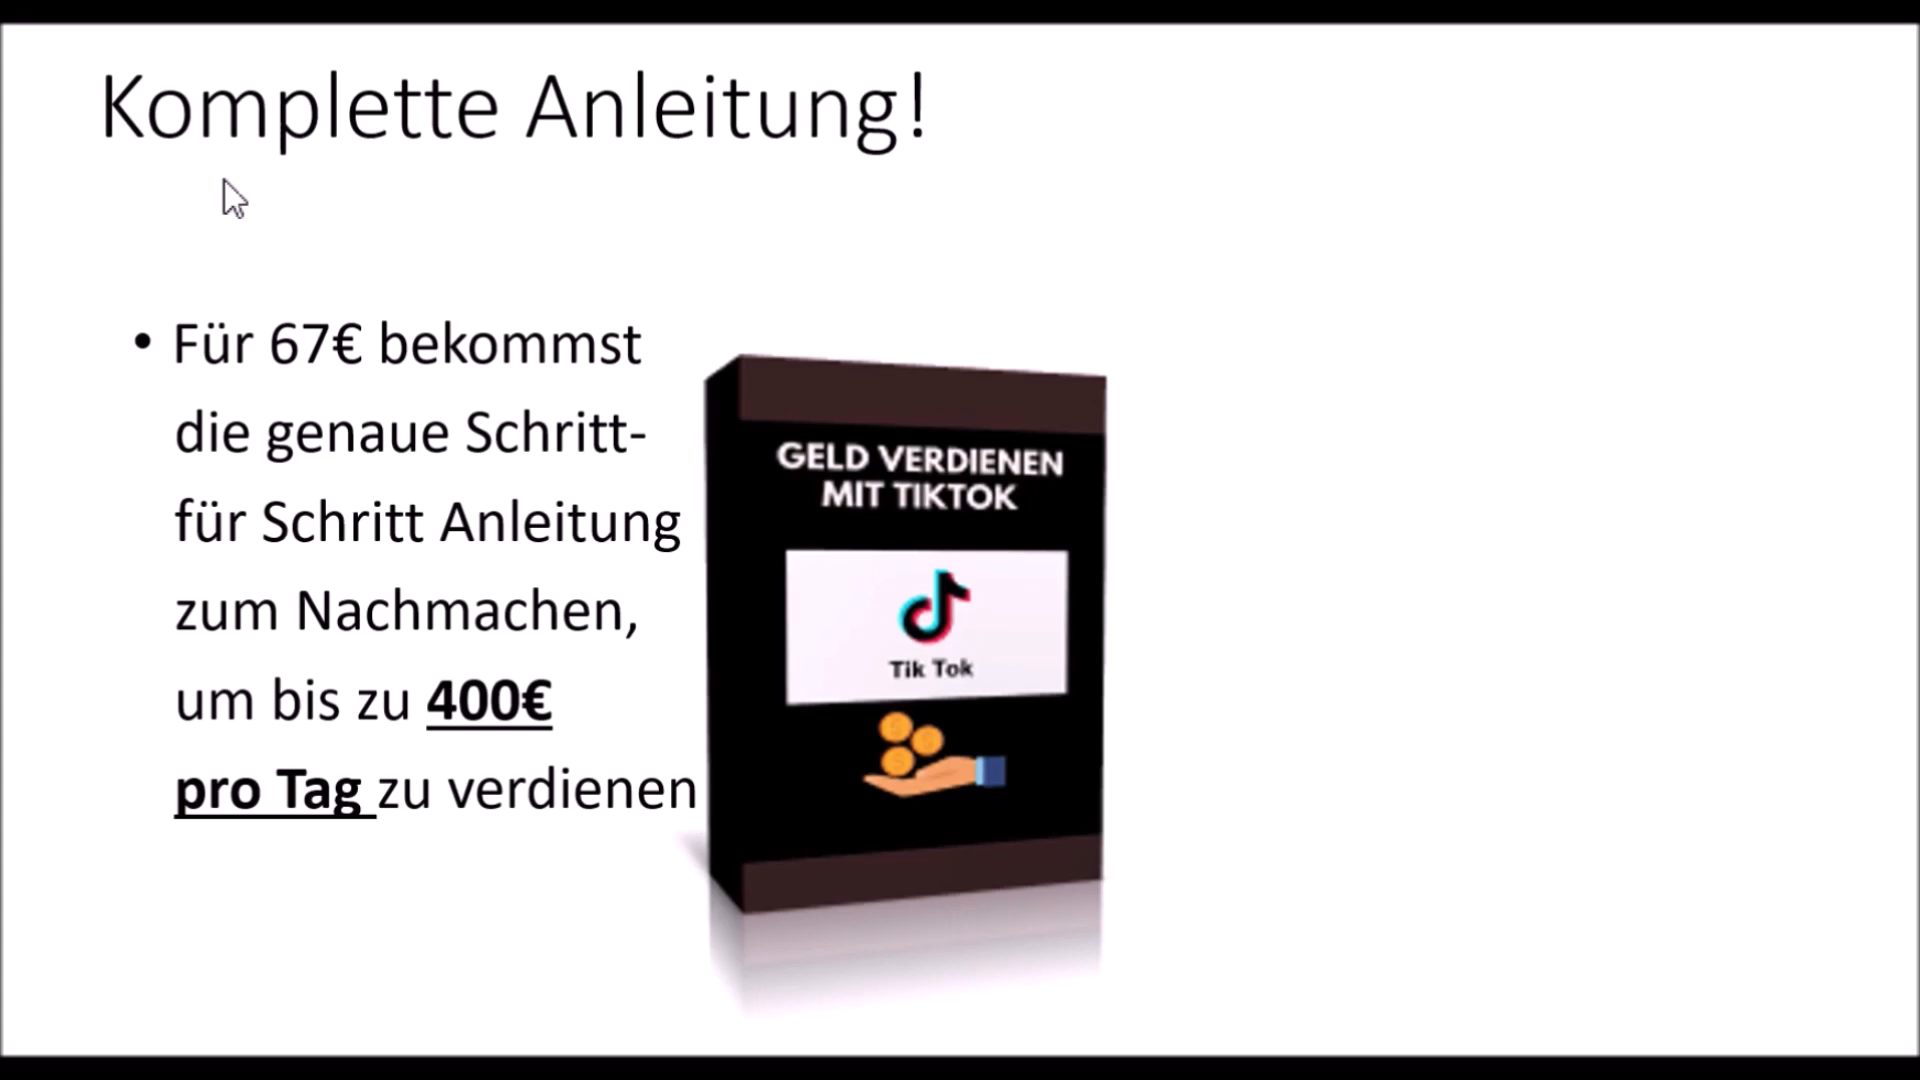 Komplette Anleitung!
• Für 67€ bekommst
die genaue Schritt-
für Schritt Anleitung
zum Nachmachen,
um bis zu 400€
pro Tag zu verdienen
GELD VERDIENEN
MIT TIKTOK
Tik Tok